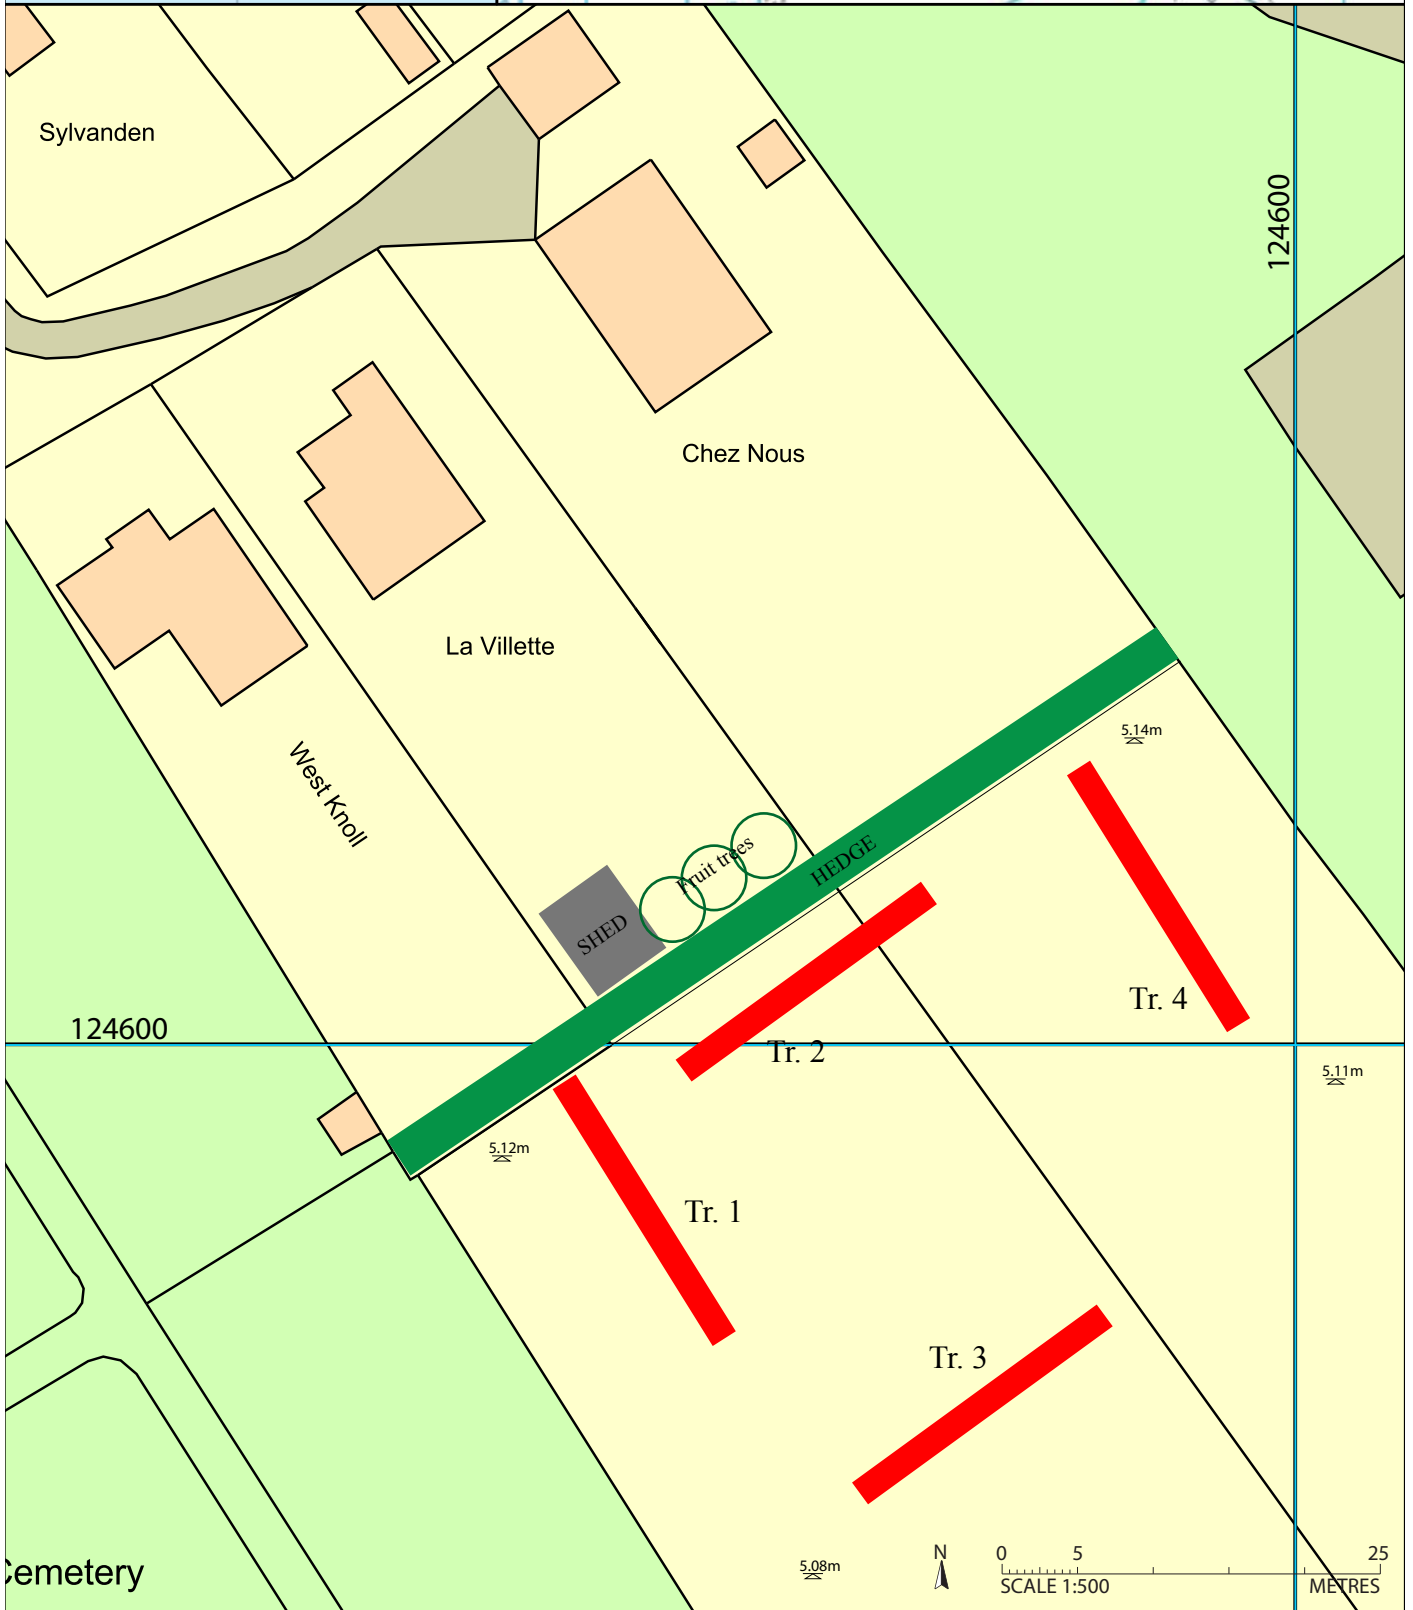 Sylvanden
124600
Chez Nous
La Villette
West Knoll
5.14m
Fruit trees
HEDGE
SHED
Tr. 4
124600
Tr. 2
5.11m
5.12m
Tr. 1
Tr. 3
Cemetery
5.08m
N
0 5 25
SCALE 1:500 METRES